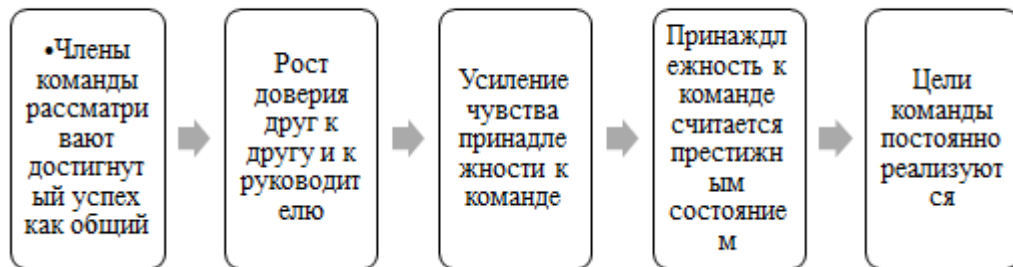 •Члены
команды
рассматри
вают
достигнут
ый успех
как общий
Рост
доверия
друг к
другу и к
руководит
елю
Усиление
чувства
принадле
жности к
команде
Принаждл
ежность к
команде
считается
престижн
ым
состояние
м
Цели
команды
постоянно
реализуют
ся